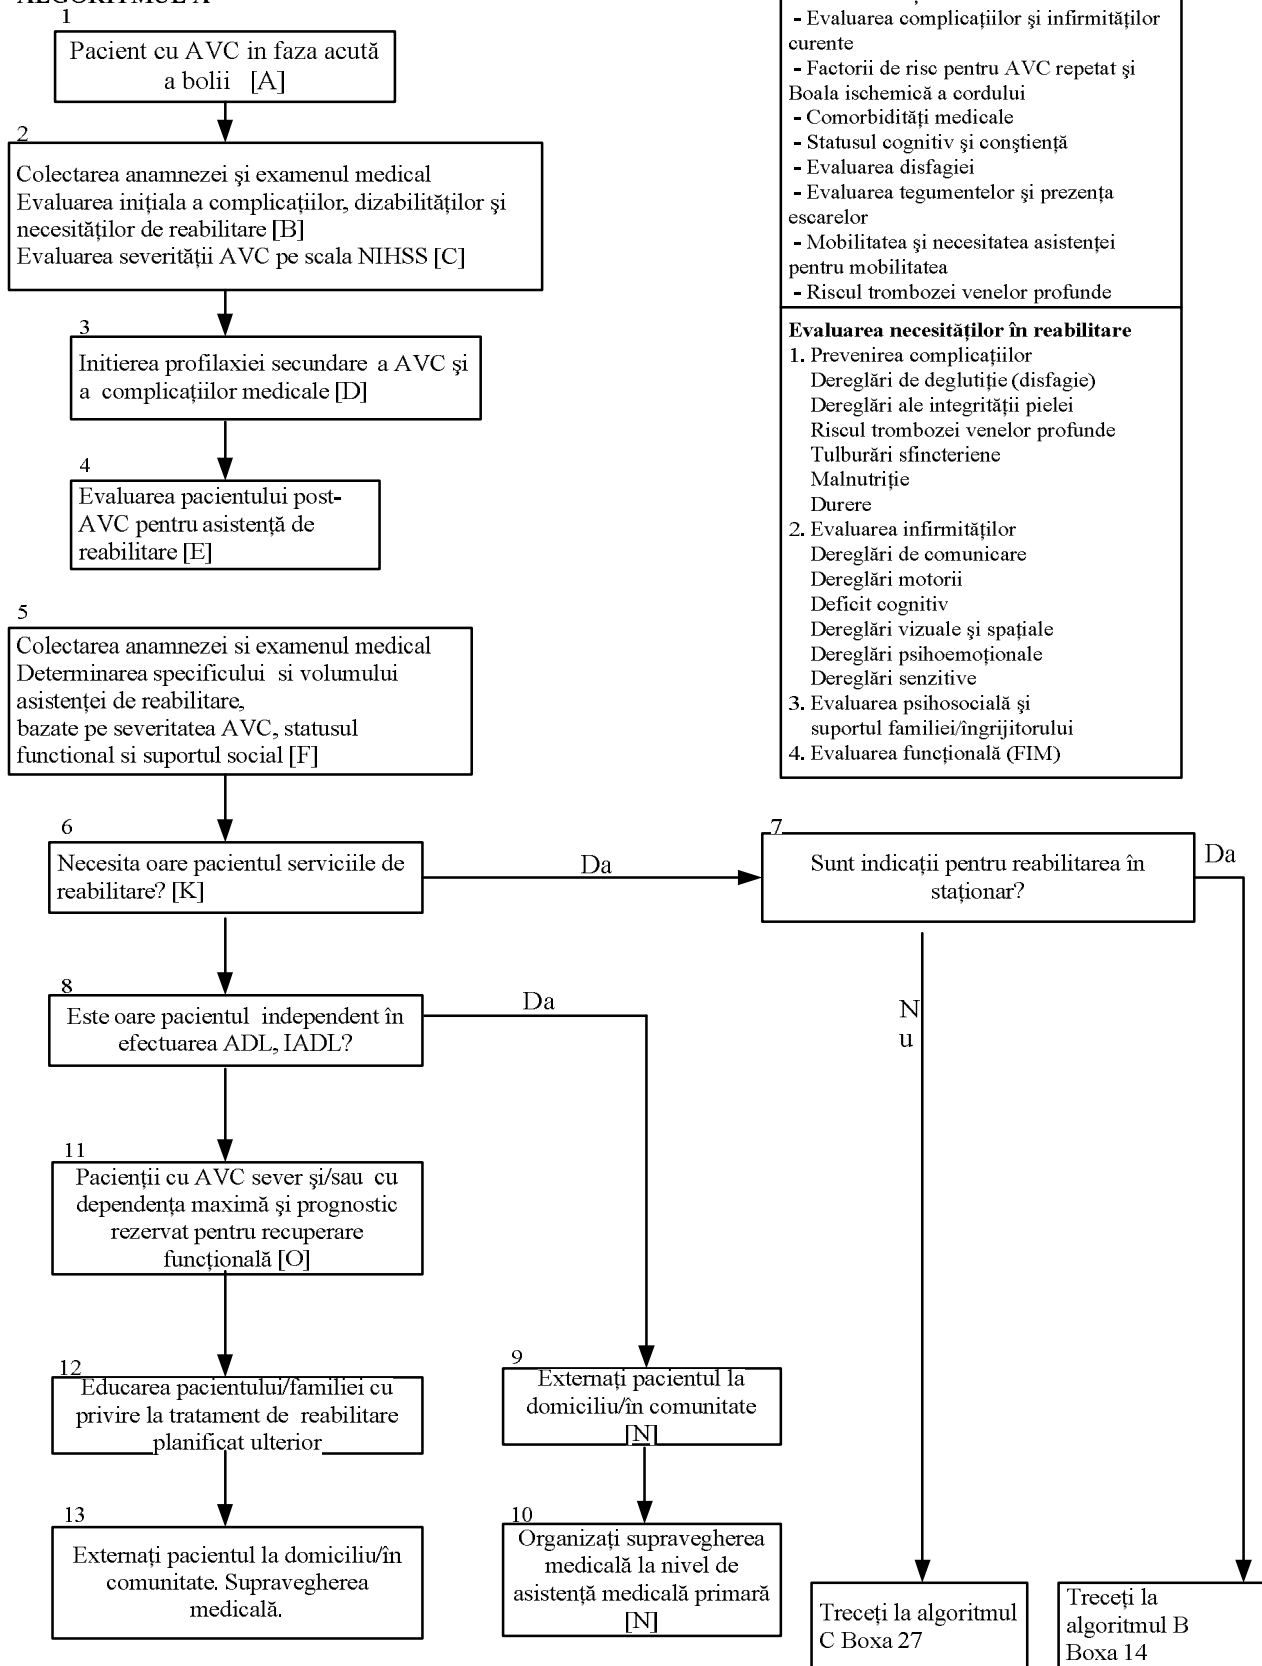 ALGORITMUL A
1
Pacient cu AVC in faza acută
a bolii [A]
2
Colectarea anamnezei şi examenul medical
Evaluarea iniţiala a complicaţiilor, dizabilităţilor şi
necesităţilor de reabilitare [B]
Evaluarea severităţii AVC pe scala NIHSS [C]
3
Initierea profilaxiei secundare a AVC şi
a complicaţiilor medicale [D]
4
Evaluarea pacientului post-
AVC pentru asistenţă de
reabilitare [E]
5
Colectarea anamnezei si examenul medical
Determinarea specificului si volumului
asistenţei de reabilitare,
bazate pe severitatea AVC, statusul
functional si suportul social [F]
- Evaluarea complicaţiilor şi infirmităţilor
curente
- Factorii de risc pentru AVC repetat şi
Boala ischemică a cordului
- Comorbidităţi medicale
- Statusul cognitiv şi conştienţă
- Evaluarea disfagiei
- Evaluarea tegumentelor şi prezenţa
escarelor
- Mobilitatea şi necesitatea asistenţei
pentru mobilitatea
- Riscul trombozei venelor profunde
Evaluarea necesităţilor în reabilitare
1. Prevenirea complicaţiilor
Dereglări de deglutiţie (disfagie)
Dereglări ale integrităţii pielei
Riscul trombozei venelor profunde
Tulburări sfincteriene
Malnutriţie
Durere
2. Evaluarea infirmităţilor
Dereglări de comunicare
Dereglări motorii
Deficit cognitiv
Dereglări vizuale şi spaţiale
Dereglări psihoemoţionale
Dereglări senzitive
3. Evaluarea psihosocială şi
suportul familiei/îngrijitorului
4. Evaluarea funcţională (FIM)
6
Necesita oare pacientul serviciile de
reabilitare? [K]
Da
7
Sunt indicaţii pentru reabilitarea în
staţionar?
Da
8
Este oare pacientul independent în
efectuarea ADL, IADL?
Da
N
u
11
Pacienţii cu AVC sever şi/sau cu
dependenţa maximă şi prognostic
rezervat pentru recuperare
funcţională [O]
12
Educarea pacientului/familiei cu
privire la tratament de reabilitare
planificat ulterior
13
Externaţi pacientul la domiciliu/în
comunitate. Supravegherea
medicală.
9
Externaţi pacientul la
domiciliu/în comunitate
[N]
10
Organizaţi supravegherea
medicală la nivel de
asistenţă medicală primară
[N]
Treceţi la algoritmul
C Boxa 27
Treceţi la
algoritmul B
Boxa 14